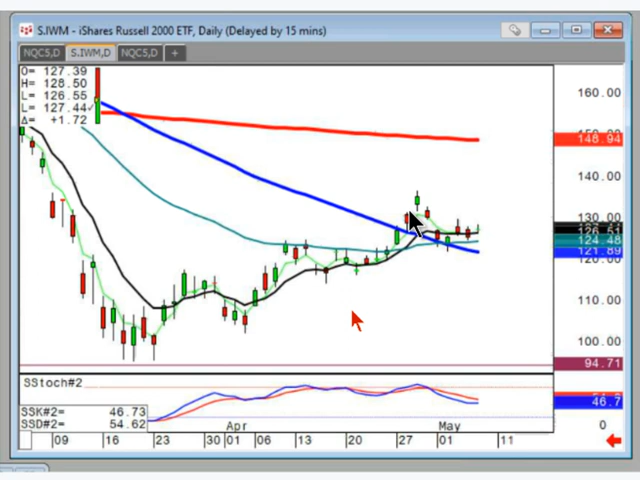 S.IWM - iShares Russell 2000 ETF, Daily (Delayed by 15 mins)
NQC5,D S.IWM,D NQC5,D +
O= 127.39
H= 128.50
L= 126.55
L= 127.44
Δ= +1.72
160.00
148.94
140.00
130.00
126.51
124.48
121.89
110.00
100.00
94.71
SStoch#2
SSK#2= 46.73
SSD#2= 54.62
46.7
0
Apr May
09 16 23 30 01 06 13 20 27 01 11